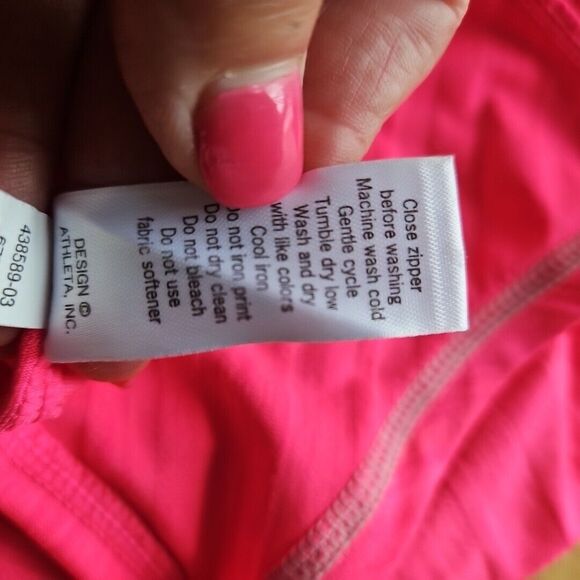 Close zipper
before washing
Machine wash cold
Gentle cycle
Tumble dry low
Wash and dry
with like colors
Cool iron
Do not iron print
Do not dry clean
Do not bleach
Do not use
fabric softener
DESIGN ©
ATHLETA, INC.
438589-03